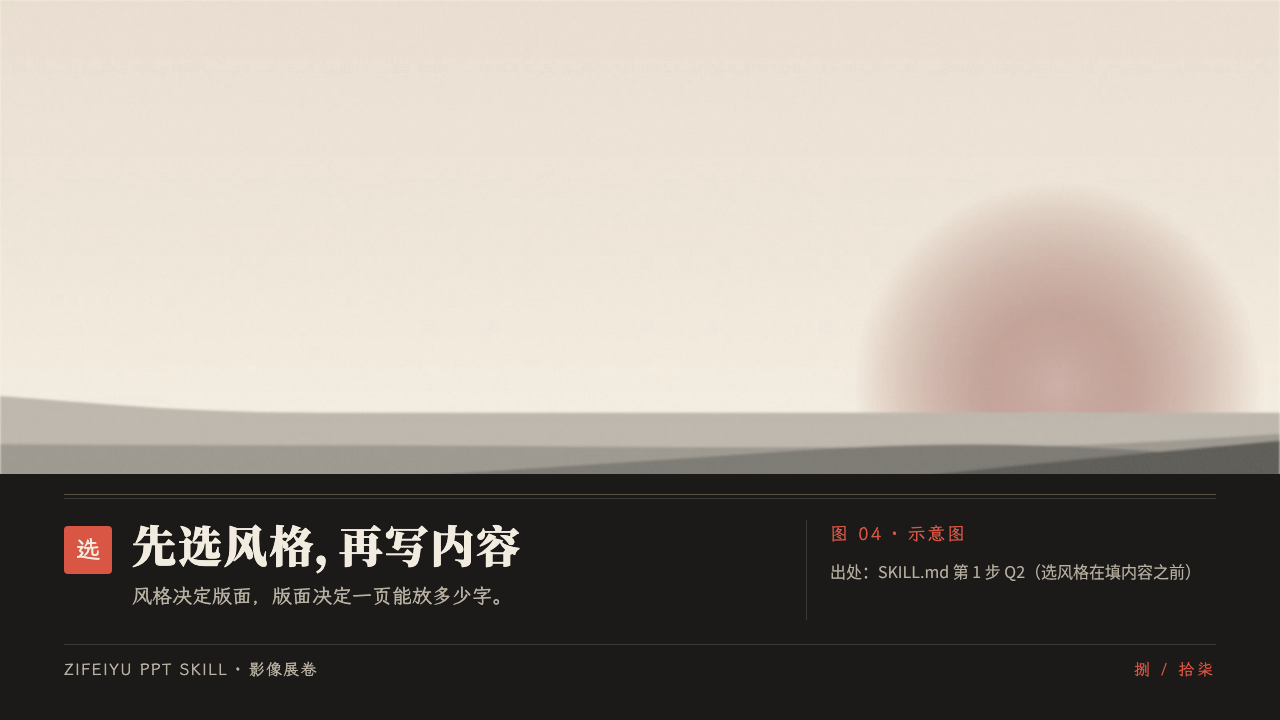 选
先选风格, 再写内容
风格决定版面，版面决定一页能放多少字。
图 04 · 示意图
出处：SKILL.md 第 1 步 Q2（选风格在填内容之前）
ZIFEIYU PPT SKILL · 影像展卷
捌 / 拾柒